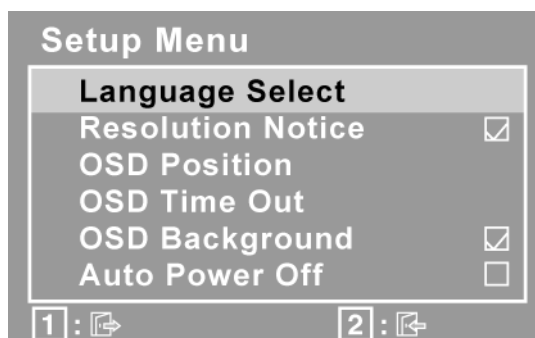 Setup Menu
Language Select
Resolution Notice
OSD Position
OSD Time Out
OSD Background
Auto Power Off
1: 2: